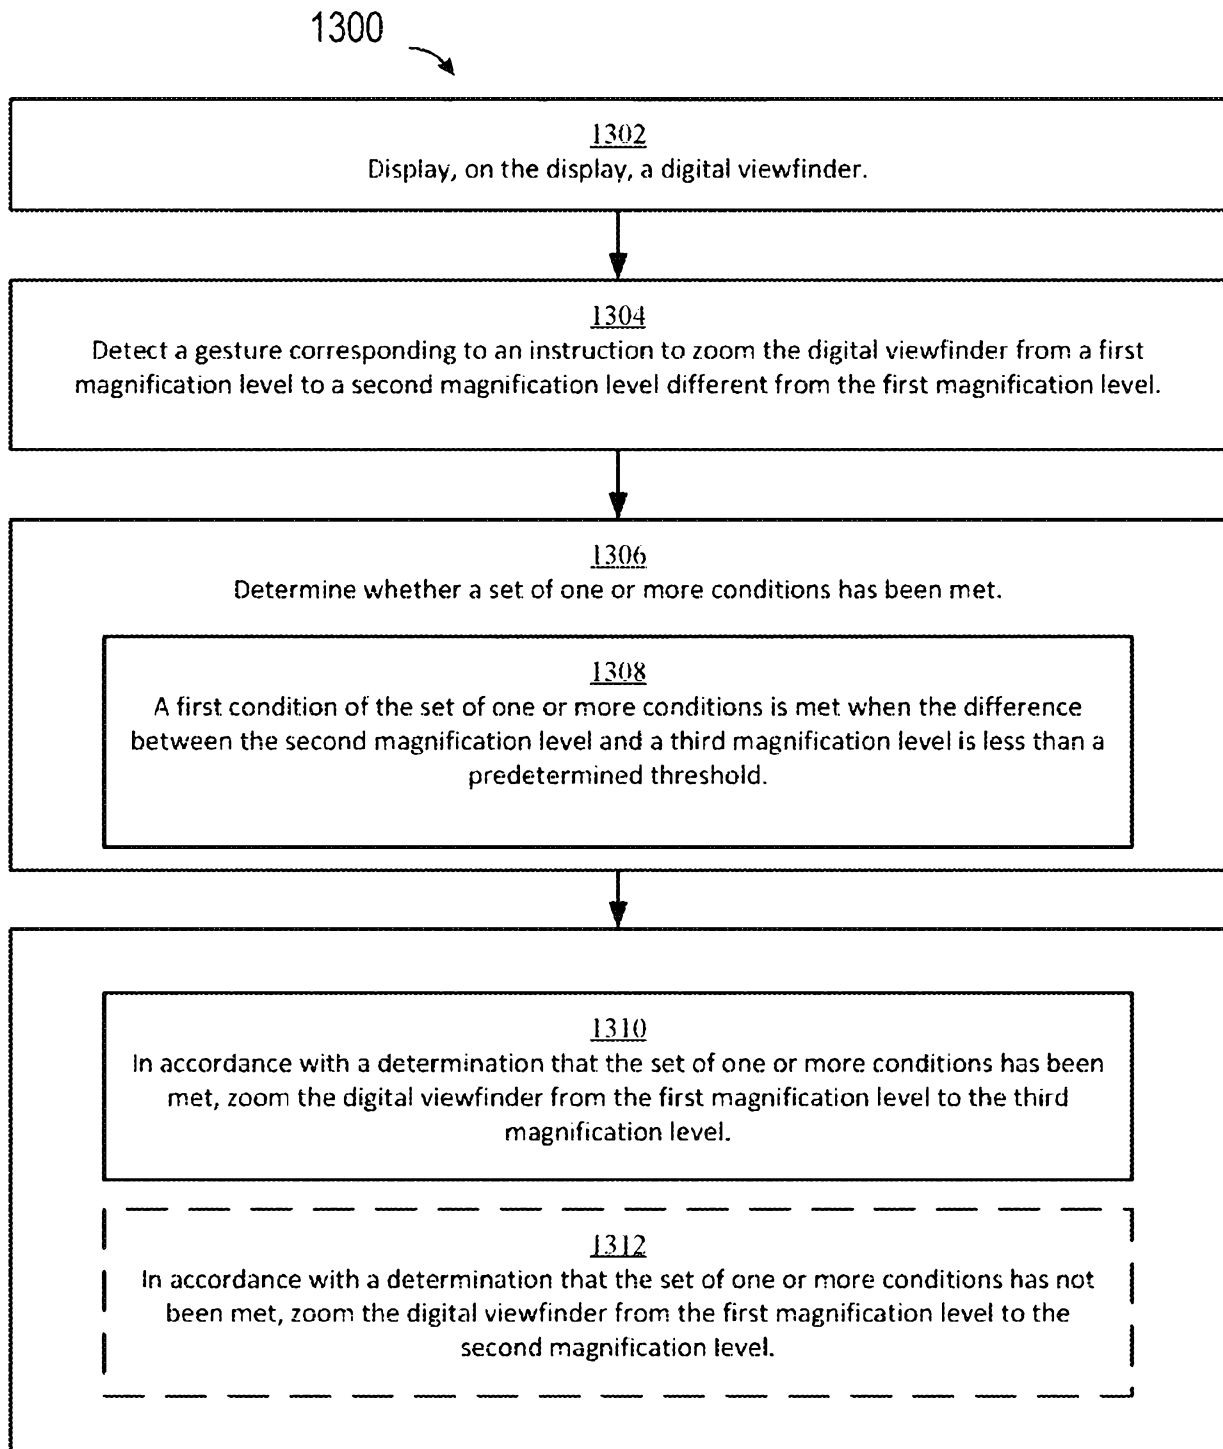 1300
1302
Display, on the display, a digital viewfinder.
1304
Detect a gesture corresponding to an instruction to zoom the digital viewfinder from a first
magnification level to a second magnification level different from the first magnification level.
1306
Determine whether a set of one or more conditions has been met.
1308
A first condition of the set of one or more conditions is met when the difference
between the second magnification level and a third magnification level is less than a
predetermined threshold.
1310
In accordance with a determination that the set of one or more conditions has been
met, zoom the digital viewfinder from the first magnification level to the third
magnification level.
1312
In accordance with a determination that the set of one or more conditions has not
been met, zoom the digital viewfinder from the first magnification level to the
second magnification level.